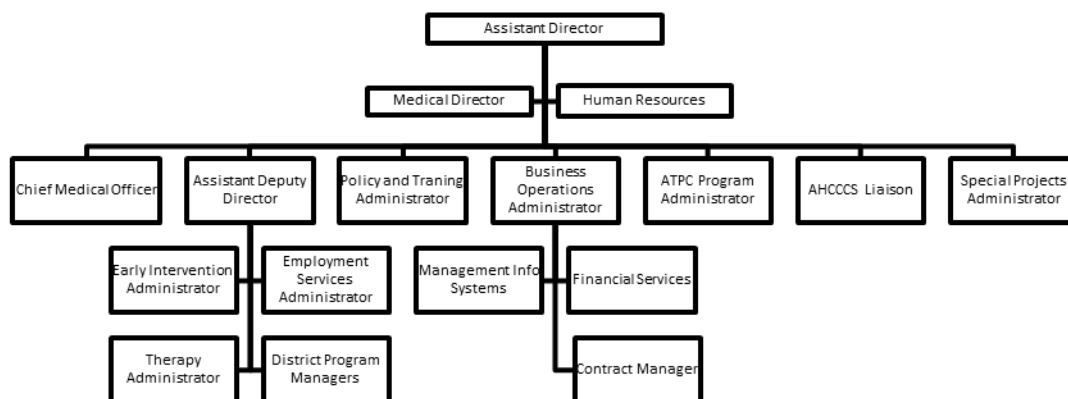 Assistant Director
Medical Director
Human Resources
Chief Medical Officer
Assistant Deputy
Director
Policy and Traning
Administrator
Business
Operations
Administrator
ATPC Program
Administrator
AHCCCS Liaison
Special Projects
Administrator
Early Intervention
Administrator
Employment
Services
Administrator
Management Info
Systems
Financial Services
Therapy
Administrator
District Program
Managers
Contract Manager